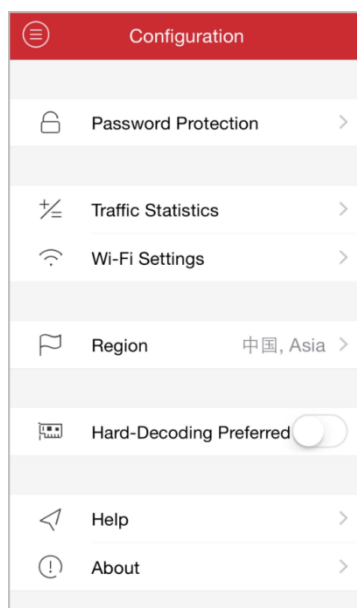 Configuration
Password Protection
Traffic Statistics
Wi-Fi Settings
Region 中国, Asia
Hard-Decoding Preferred
Help
About